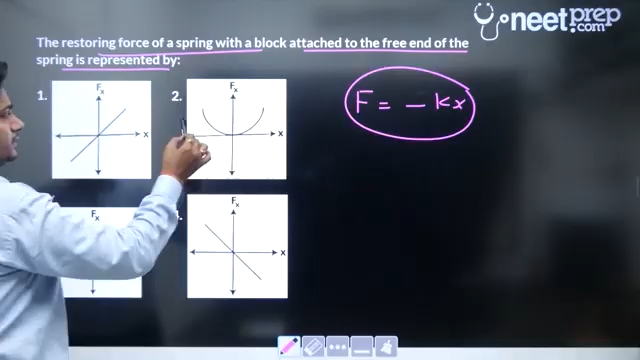 neetprep
.com
The restoring force of a spring with a block attached to the free end of the
spring is represented by:
1.
Fx
x
2.
Fx
x
F = - Kx
Fx
Fx
x